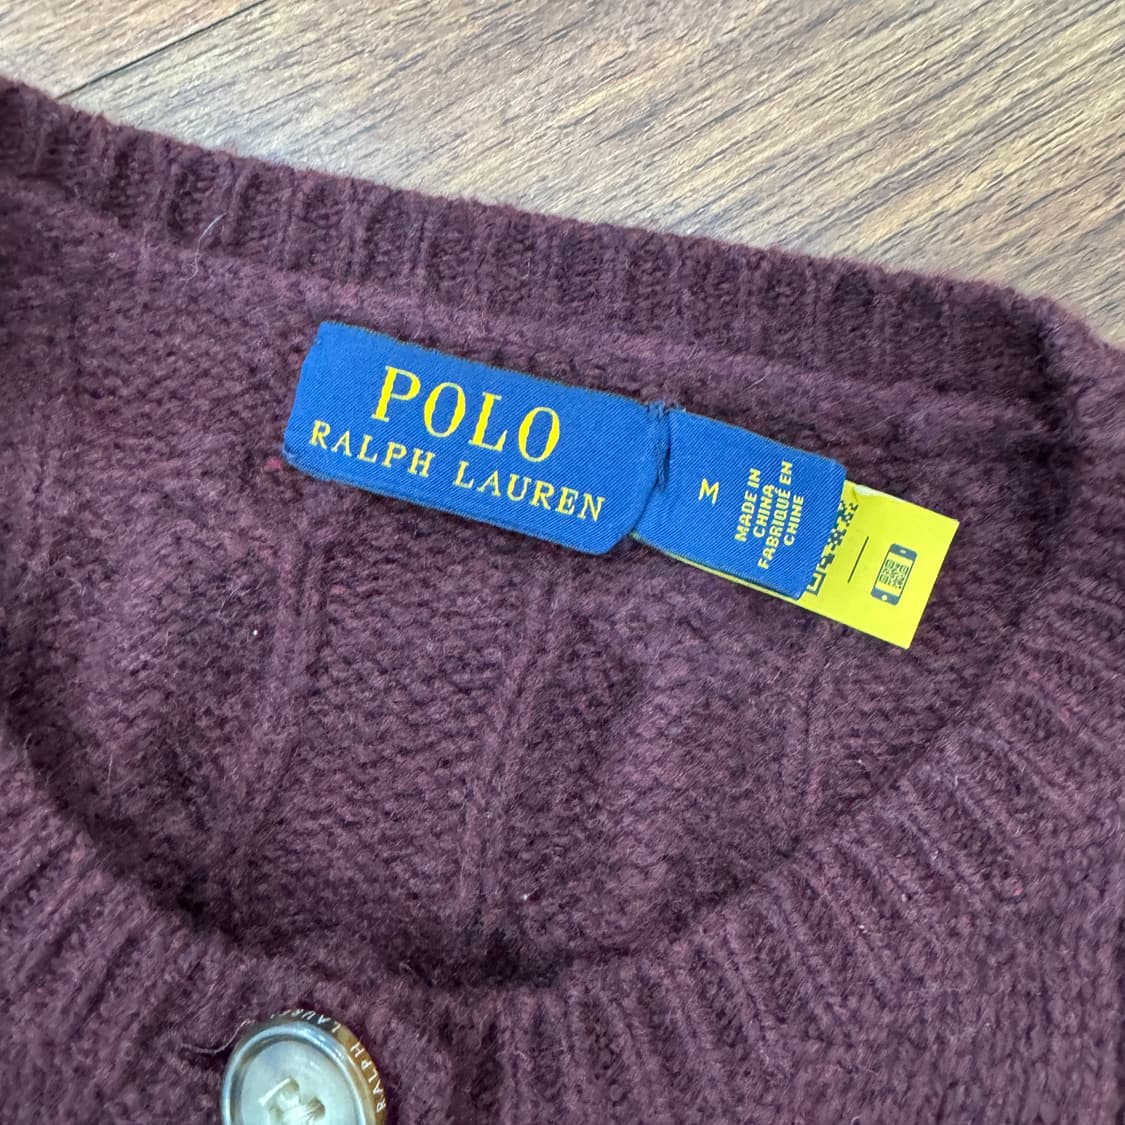 POLO
RALPH LAUREN
M
MADE IN
CHINA
FABRIQUÉ EN
CHINE
RALPH LAUREN